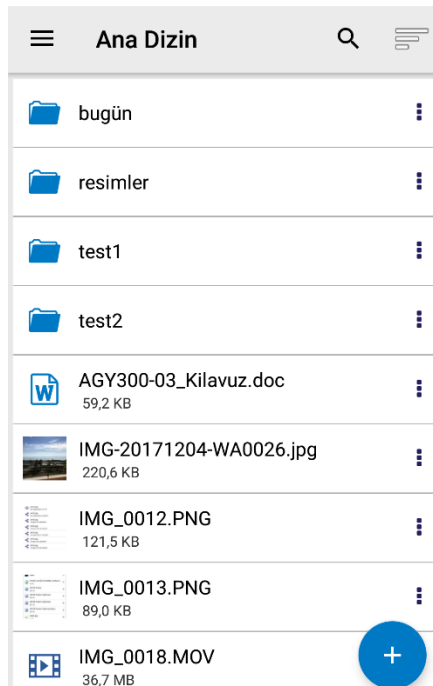 Ana Dizin
bugün
resimler
test1
test2
AGY300-03_Kilavuz.doc
59,2 KB
IMG-20171204-WA0026.jpg
220,6 KB
IMG_0012.PNG
121,5 KB
IMG_0013.PNG
89,0 KB
IMG_0018.MOV
36,7 MB